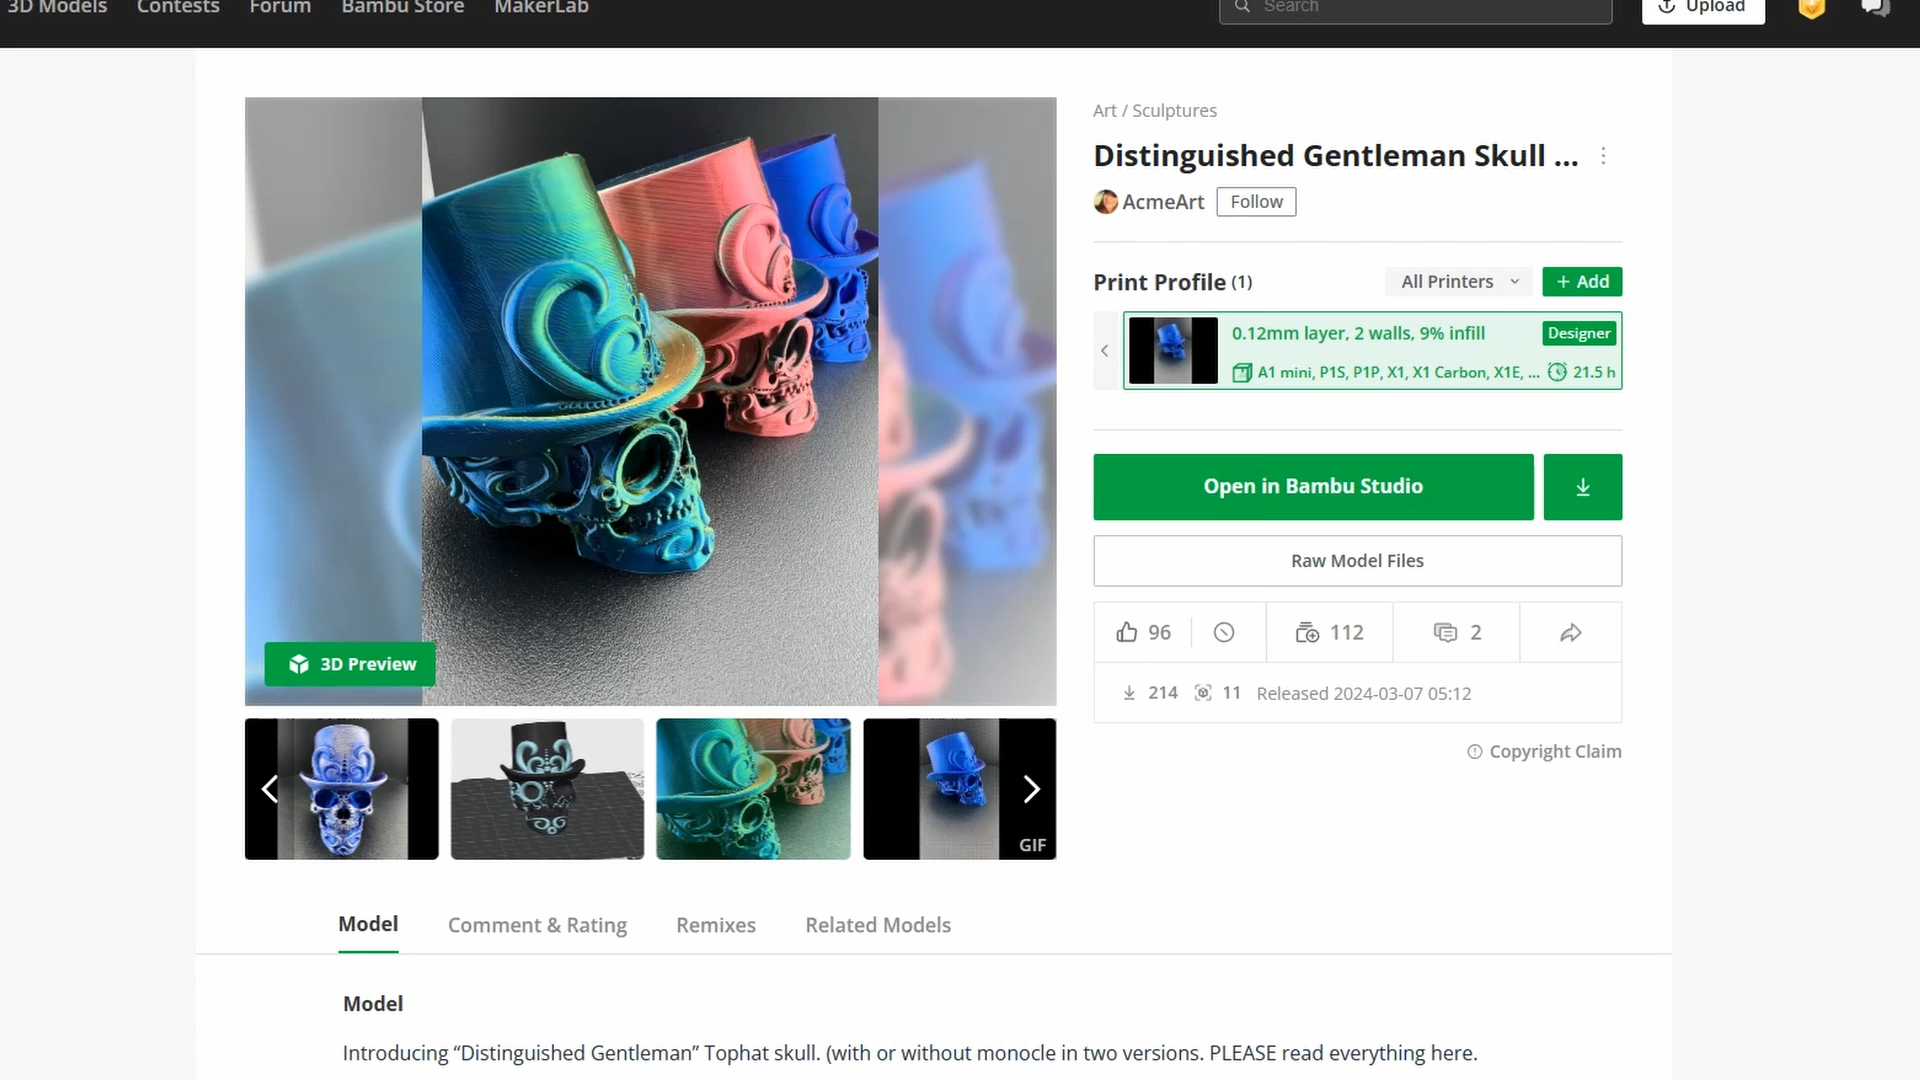 3D Models Contests Forum Bambu Store MakerLab Search Upload
Art / Sculptures
Distinguished Gentleman Skull ...
AcmeArt Follow
Print Profile (1) All Printers + Add
0.12mm layer, 2 walls, 9% infill Designer
A1 mini, P1S, P1P, X1, X1 Carbon, X1E, ... 21.5 h
Open in Bambu Studio
Raw Model Files
96 112 2
3D Preview
214 11 Released 2024-03-07 05:12
Copyright Claim
GIF
Model Comment & Rating Remixes Related Models
Model
Introducing “Distinguished Gentleman” Tophat skull. (with or without monocle in two versions. PLEASE read everything here.